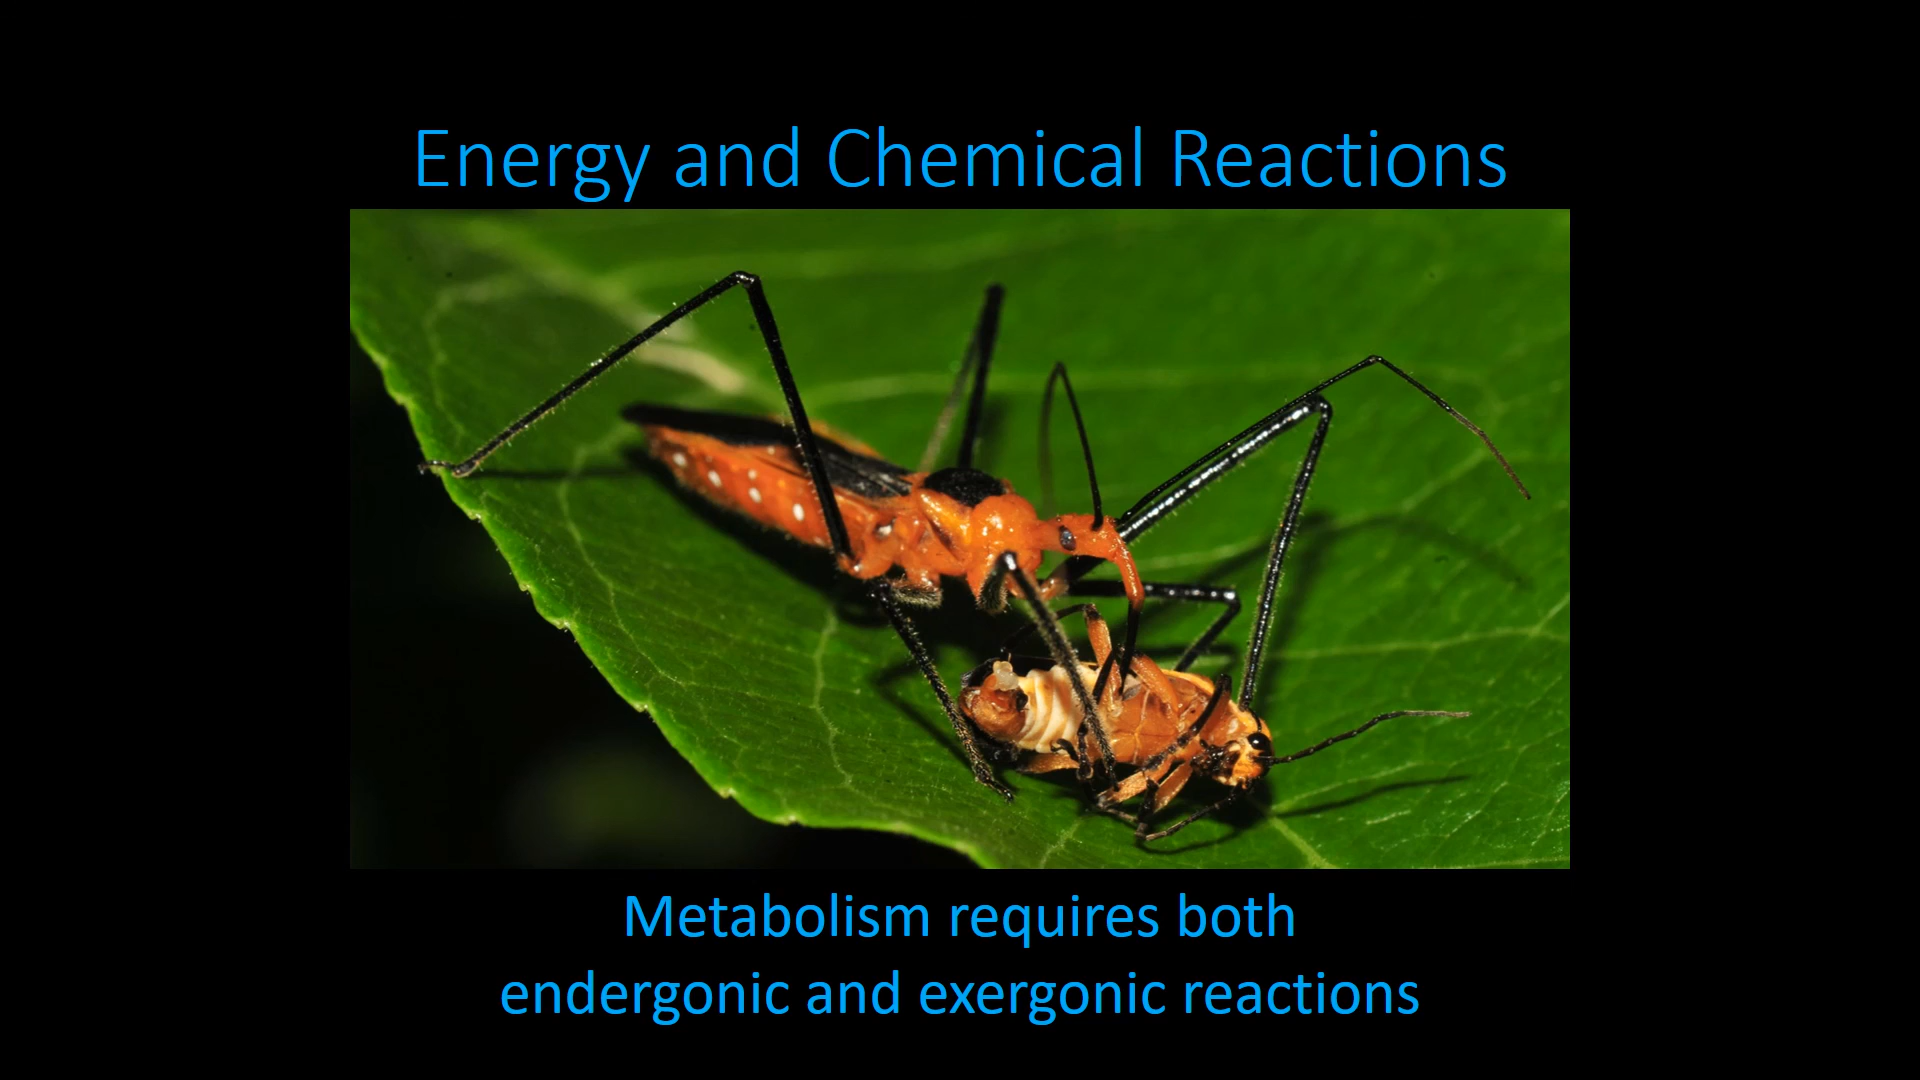 Energy and Chemical Reactions
Metabolism requires both
endergonic and exergonic reactions